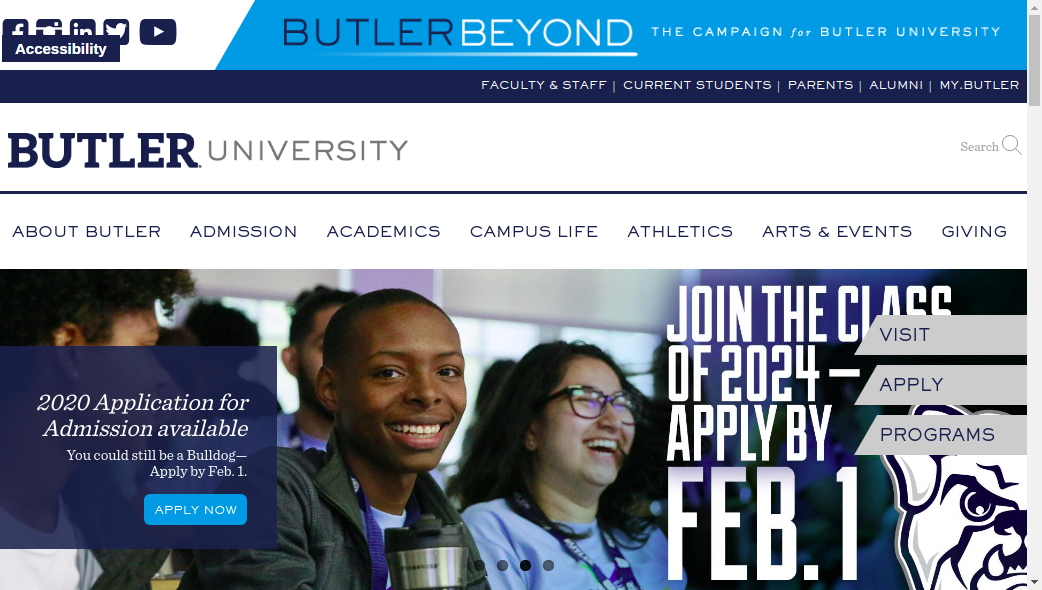 Accessibility
BUTLERBEYOND THE CAMPAIGN for BUTLER UNIVERSITY
FACULTY & STAFF | CURRENT STUDENTS | PARENTS | ALUMNI | MY.BUTLER
BUTLER UNIVERSITY
Search
ABOUT BUTLER ADMISSION ACADEMICS CAMPUS LIFE ATHLETICS ARTS & EVENTS GIVING
JOIN THE CLASS
OF 2024 —
APPLY BY
FEB. 1
VISIT
APPLY
PROGRAMS
2020 Application for
Admission available
You could still be a Bulldog—
Apply by Feb. 1.
APPLY NOW